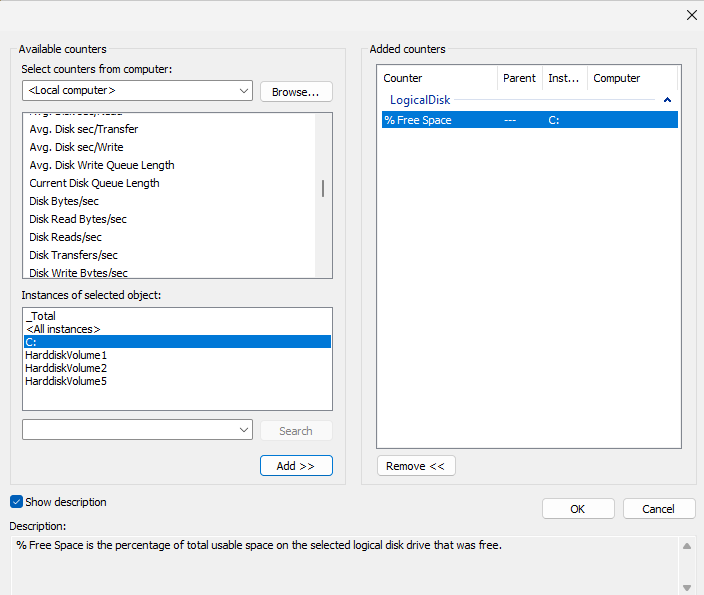 Available counters
Select counters from computer:
<Local computer>
Browse...
Avg. Disk sec/Transfer
Avg. Disk sec/Write
Avg. Disk Write Queue Length
Current Disk Queue Length
Disk Bytes/sec
Disk Read Bytes/sec
Disk Reads/sec
Disk Transfers/sec
Disk Write Bytes/sec
Instances of selected object:
_Total
<All instances>
C:
HarddiskVolume1
HarddiskVolume2
HarddiskVolume5
Search
Add >>
Added counters
Counter Parent Inst... Computer
LogicalDisk
% Free Space --- C:
Remove <<
Show description
OK
Cancel
Description:
% Free Space is the percentage of total usable space on the selected logical disk drive that was free.